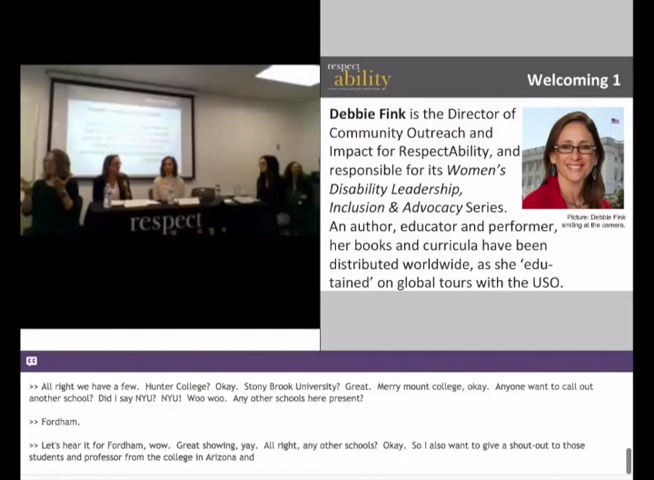 respect
respect
ability
Welcoming 1
Debbie Fink is the Director of
Community Outreach and
Impact for RespectAbility, and
responsible for its Women's
Disability Leadership,
Inclusion & Advocacy Series.
An author, educator and performer,
her books and curricula have been
distributed worldwide, as she 'edu-
tained' on global tours with the USO.
Picture: Debbie Fink
smiling at the camera.
>> All right we have a few. Hunter College? Okay. Stony Brook University? Great. Merry mount college, okay. Anyone want to call out
another school? Did I say NYU? NYU! Woo woo. Any other schools here present?
>> Fordham.
>> Let's hear it for Fordham, wow. Great showing, yay. All right, any other schools? Okay. So I also want to give a shout-out to those
students and professor from the college in Arizona and